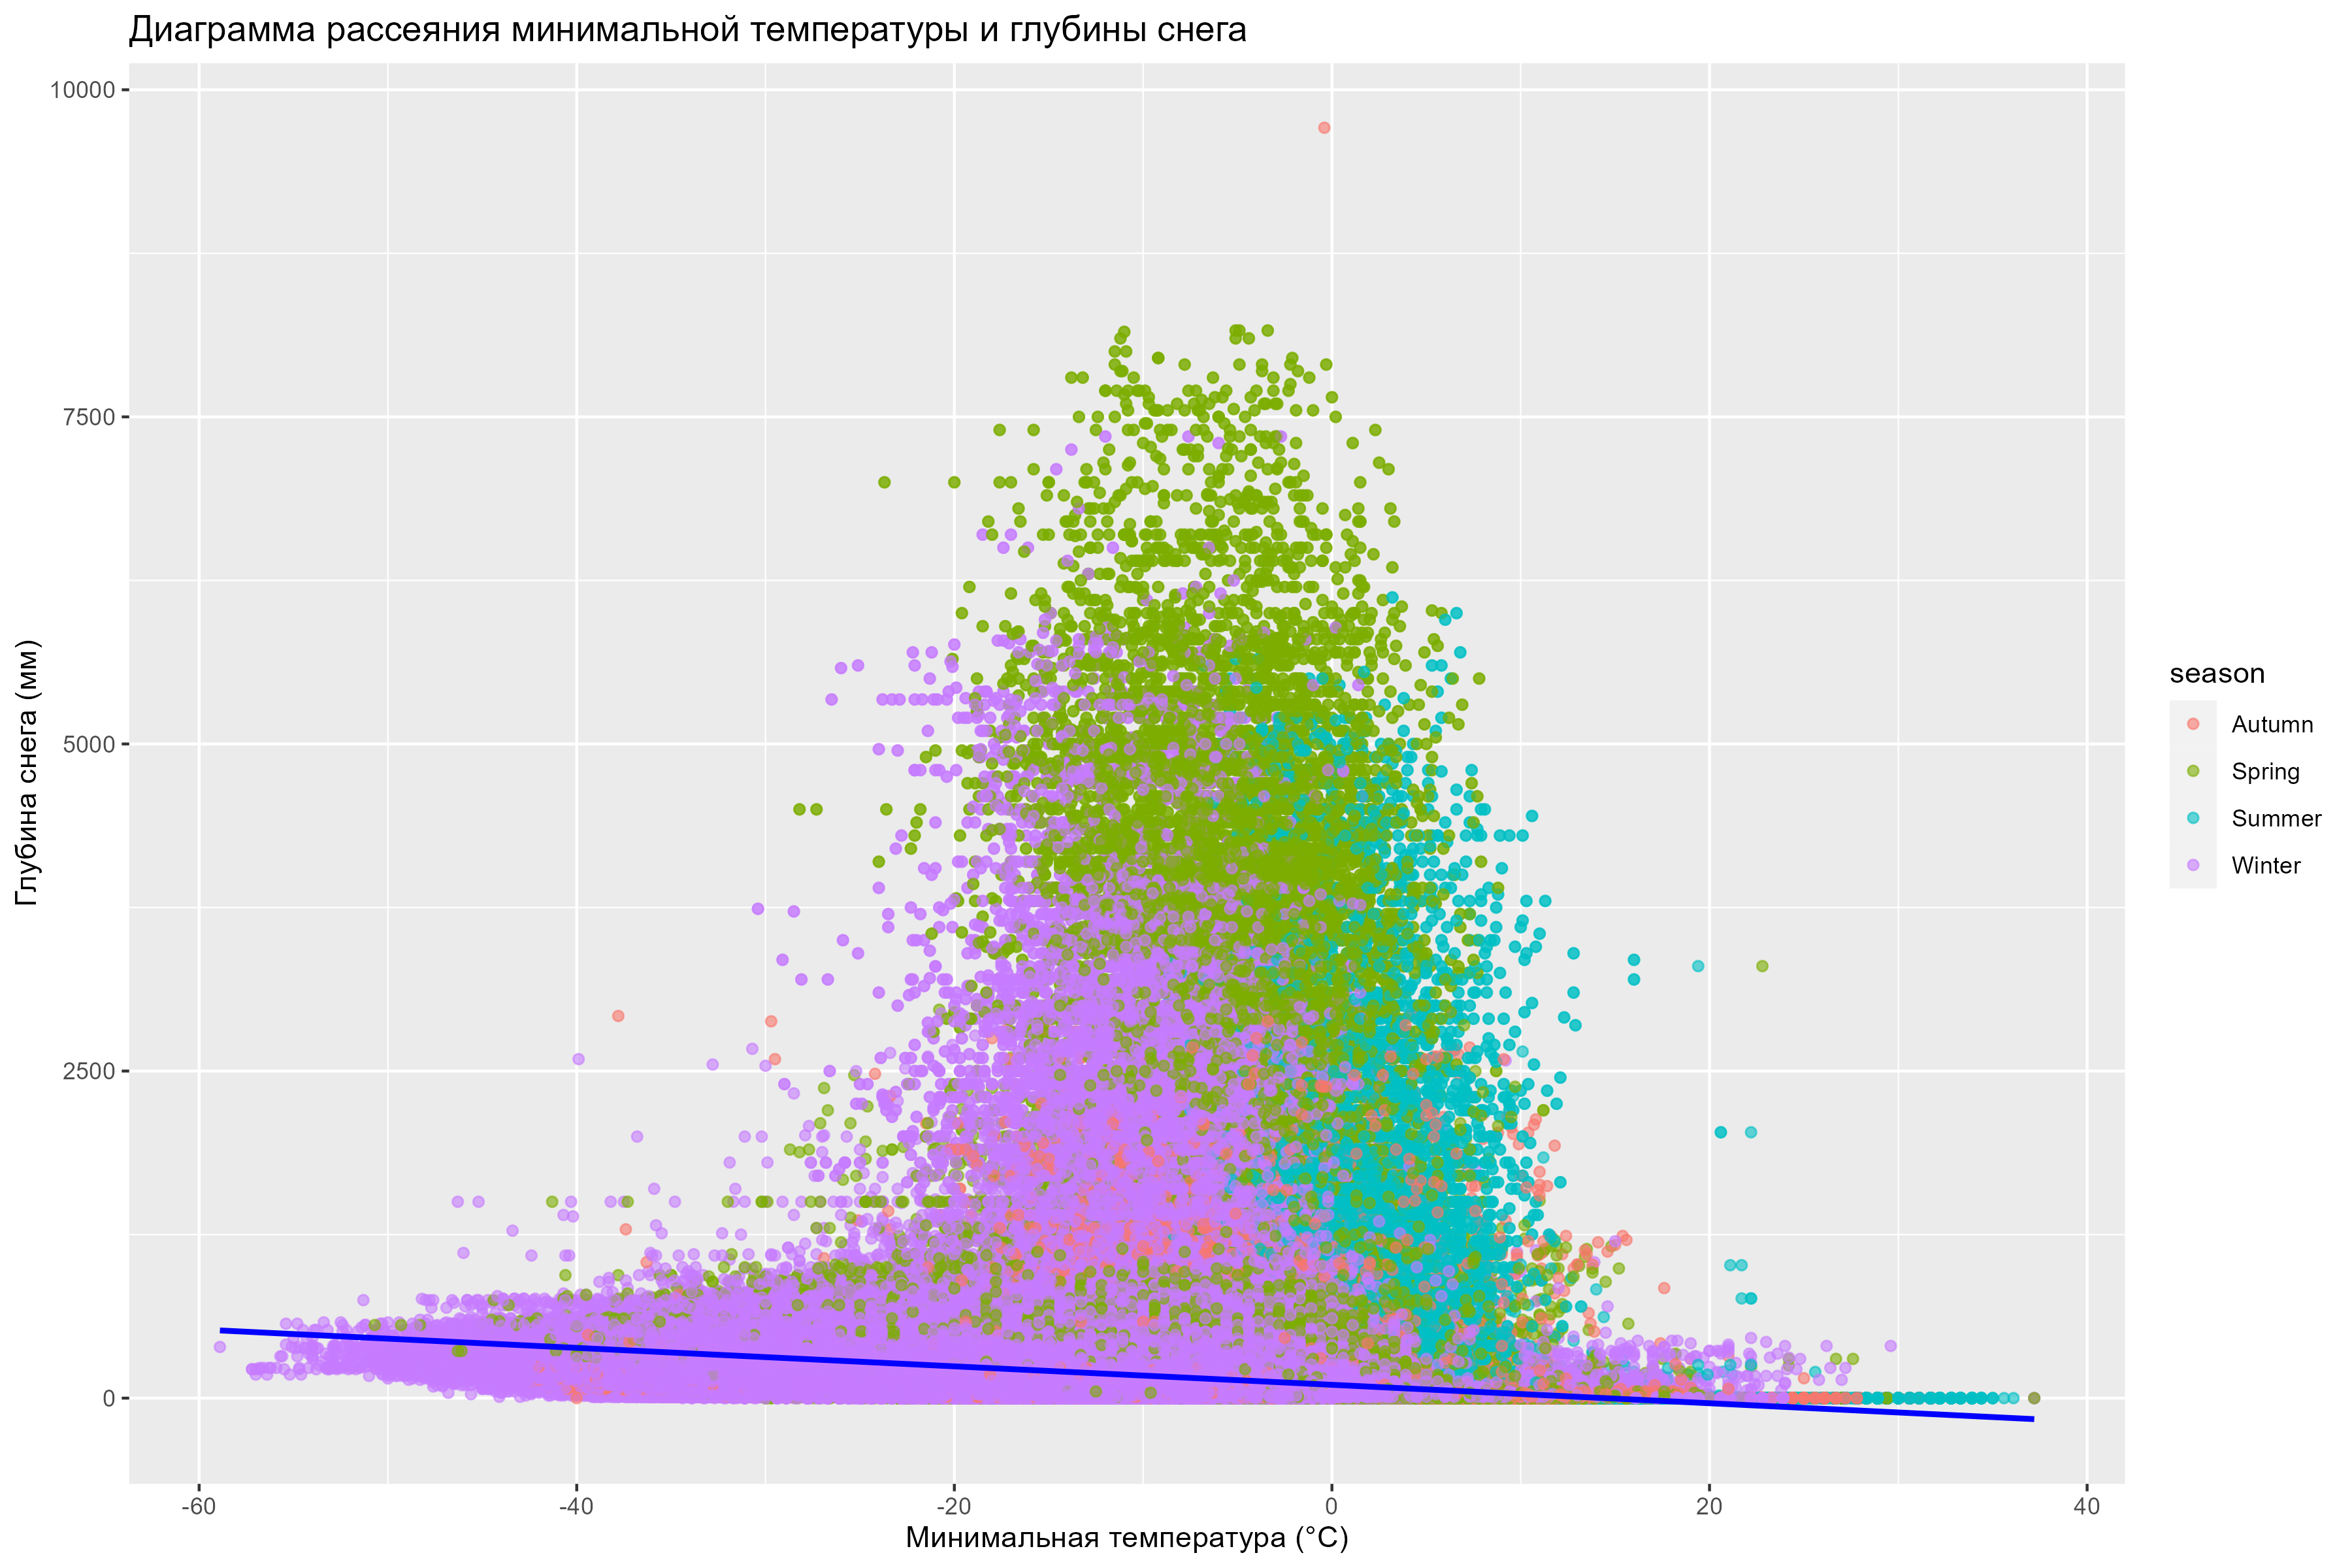 Диаграмма рассеяния минимальной температуры и глубины снега
10000
7500
5000
2500
0
Глубина снега (мм)
-60
-40
-20
0
20
40
Минимальная температура (°C)
season
Autumn
Spring
Summer
Winter